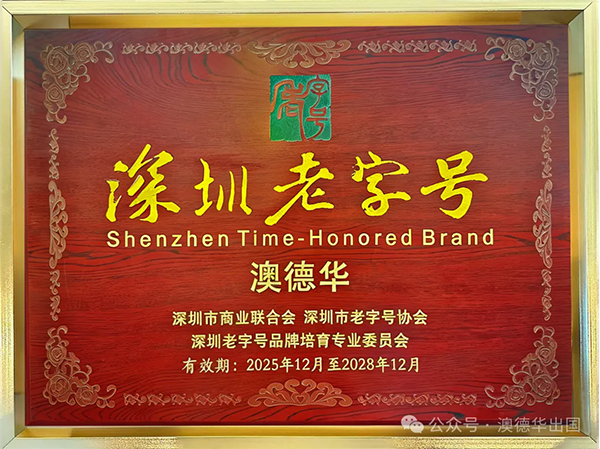 老字号
深圳老字号
Shenzhen Time-Honored Brand
澳德华
深圳市商业联合会 深圳市老字号协会
深圳老字号品牌培育专业委员会
有效期：2025年12月至2028年12月
公众号 · 澳德华出国